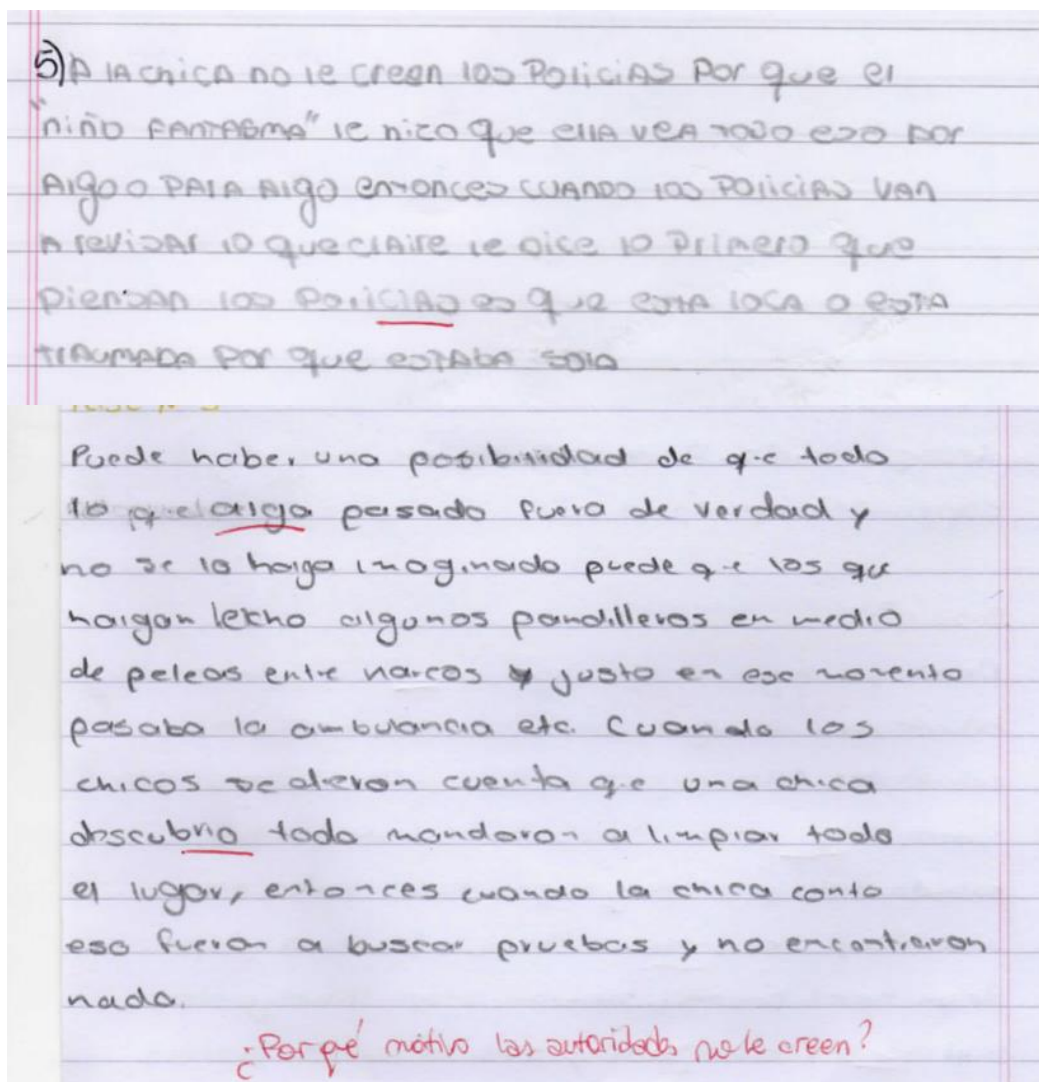 5) A la chica no le creen los Policias Por que el
"niño FANTASMA" le hizo que ella vea todo eso por
Algo o para algo entonces cuando los Policias van
a revisar lo que claire le dice lo Primero que
piensan los Policias es que esta loca o esta
traumada por que estaba sola
Puede haber una posibilidad de que todo
lo que aiga pasado fuera de verdad y
no se lo haiga imaginado puede que los que
haigan lecho algunos pandilleros en medio
de peleas entre narcos y justo en ese momento
pasaba la ambulancia etc. Cuando los
chicos se dieron cuenta que una chica
descubrio todo mandaron a limpiar todo
el lugar, entonces cuando la chica conto
eso fueron a buscar pruebas y no encontraron
nada.
¿Por qué motivo las autoridades no le creen?